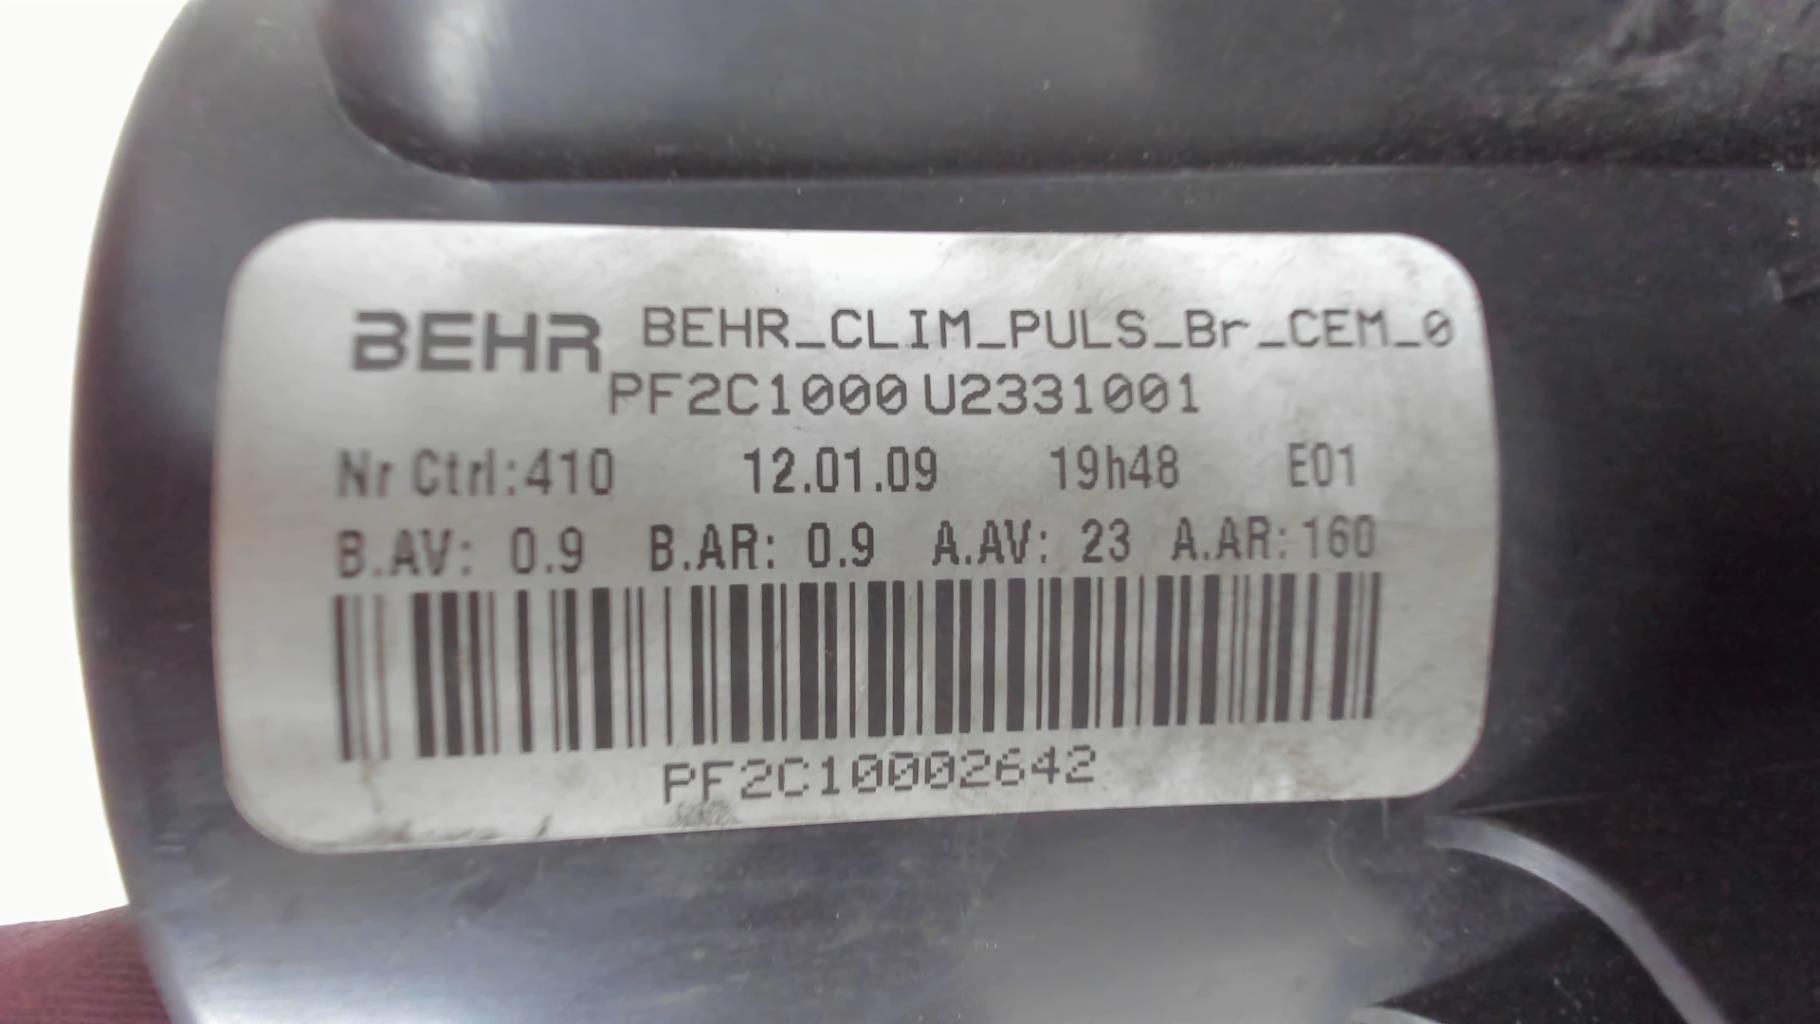 BEHR BEHR_CLIM_PULS_Br_CEM_0
PF2C1000 U2331001
Nr Ctrl:410 12.01.09 19h48 E01
B.AV: 0.9 B.AR: 0.9 A.AV: 23 A.AR: 160
PF2C10002642